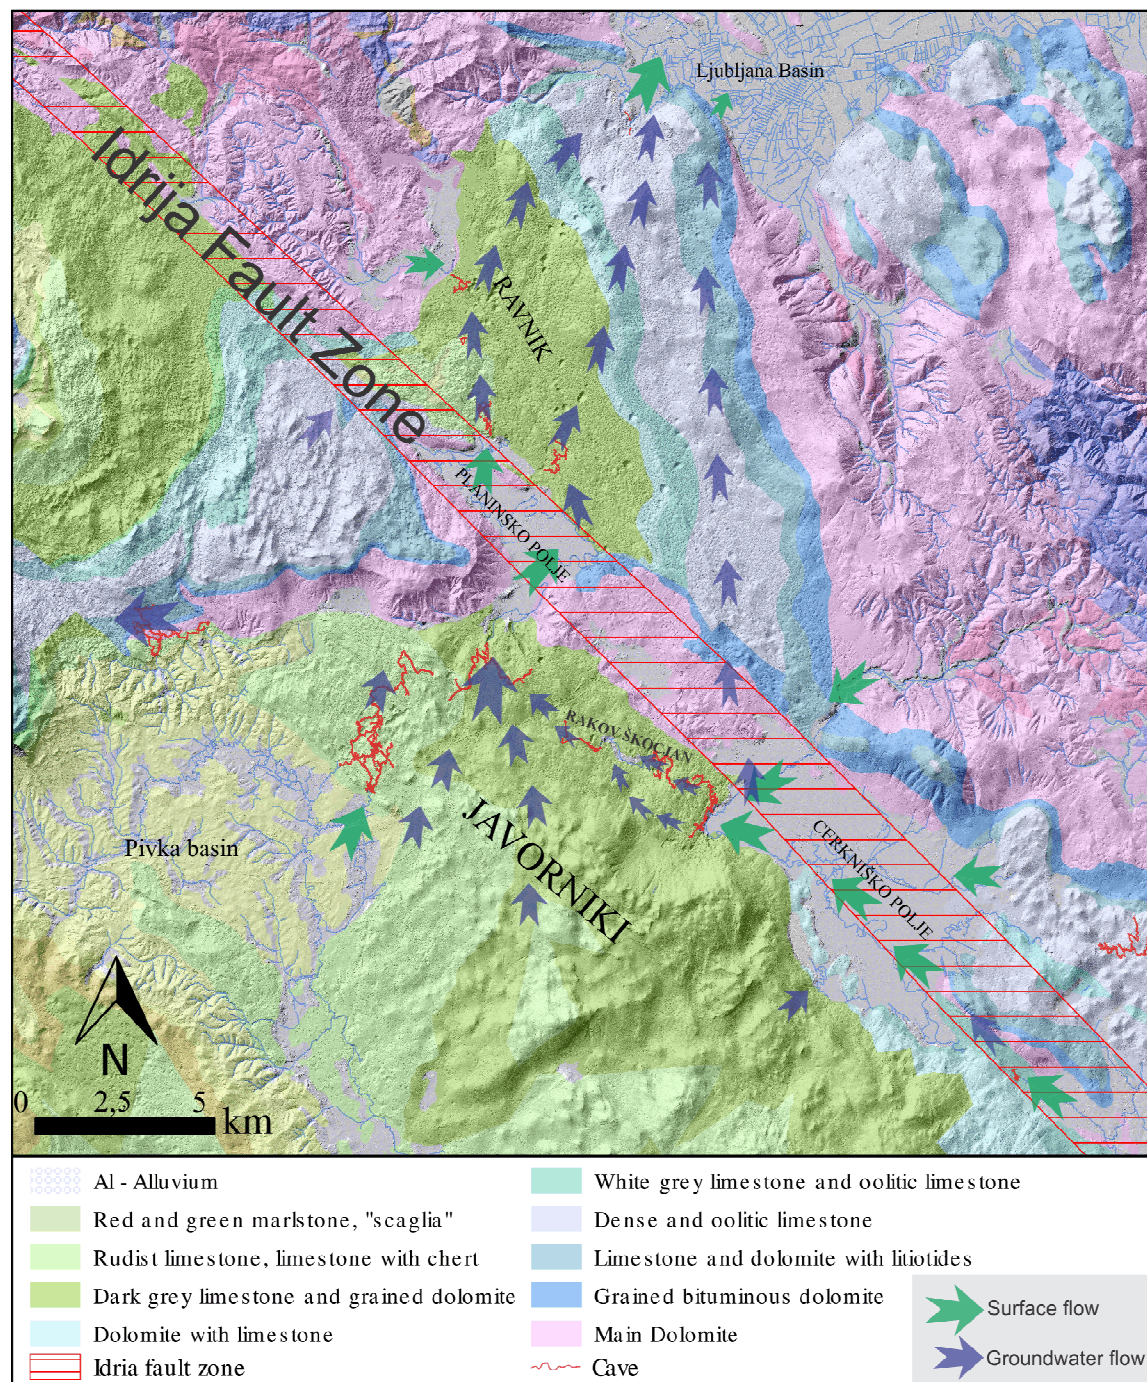 Ljubljana Basin
Idrija Fault Zone
RAVNIK
PLANINSKO POLJE
RAKOV ŠKOCJAN
JAVORNIKI
CERKNIŠKO POLJE
Pivka basin
N
0 2,5 5
km
Al - Alluvium
Red and green marlstone, "scaglia"
Rudist limestone, limestone with chert
Dark grey limestone and grained dolomite
Dolomite with limestone
Idria fault zone
White grey limestone and oolitic limestone
Dense and oolitic limestone
Limestone and dolomite with litiotides
Grained bituminous dolomite
Main Dolomite
Cave
Surface flow
Groundwater flow